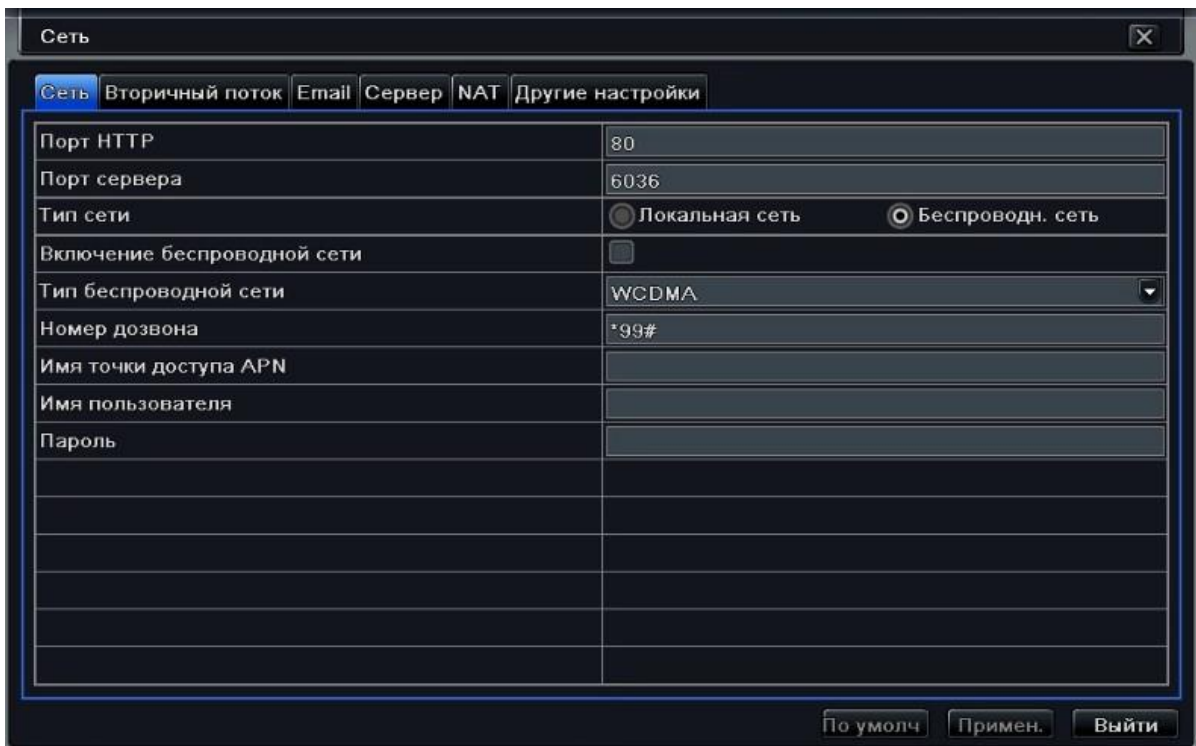 Сеть
Сеть Вторичный поток Email Сервер NAT Другие настройки
Порт HTTP 80
Порт сервера 6036
Тип сети Локальная сеть Беспроводн. сеть
Включение беспроводной сети
Тип беспроводной сети WCDMA
Номер дозвона *99#
Имя точки доступа APN
Имя пользователя
Пароль
По умолч Примен. Выйти